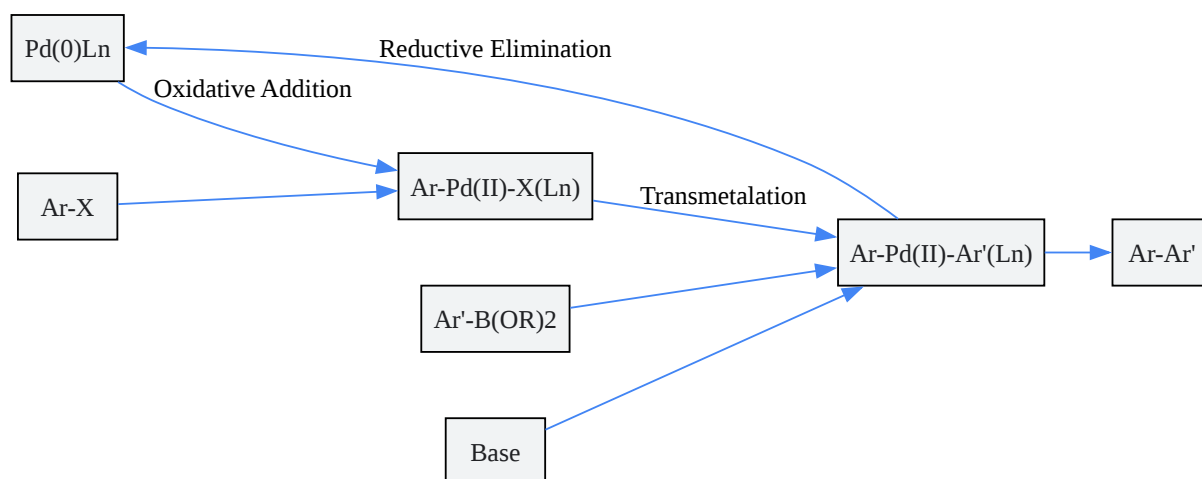 Pd(0)Ln
Reductive Elimination
Oxidative Addition
Ar-X
Ar-Pd(II)-X(Ln)
Transmetalation
Ar-Pd(II)-Ar'(Ln)
Ar-Ar'
Ar'-B(OR)2
Base